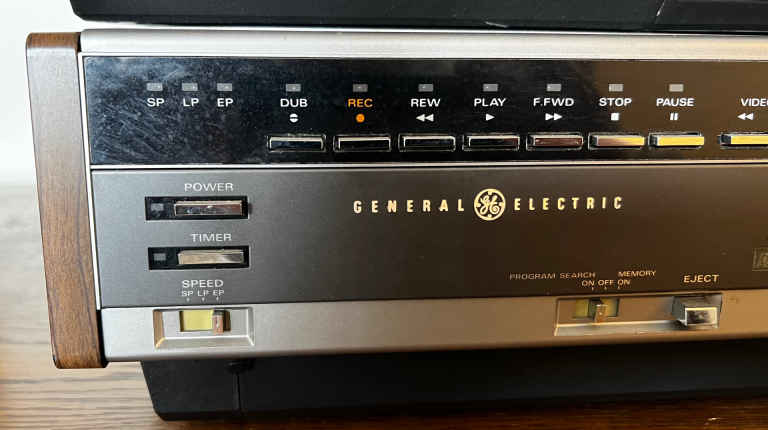 SP LP EP DUB REC REW PLAY F.FWD STOP PAUSE VIDEO
POWER
GENERAL GE ELECTRIC
TIMER
SPEED
SP LP EP
PROGRAM SEARCH MEMORY
ON OFF ON
EJECT